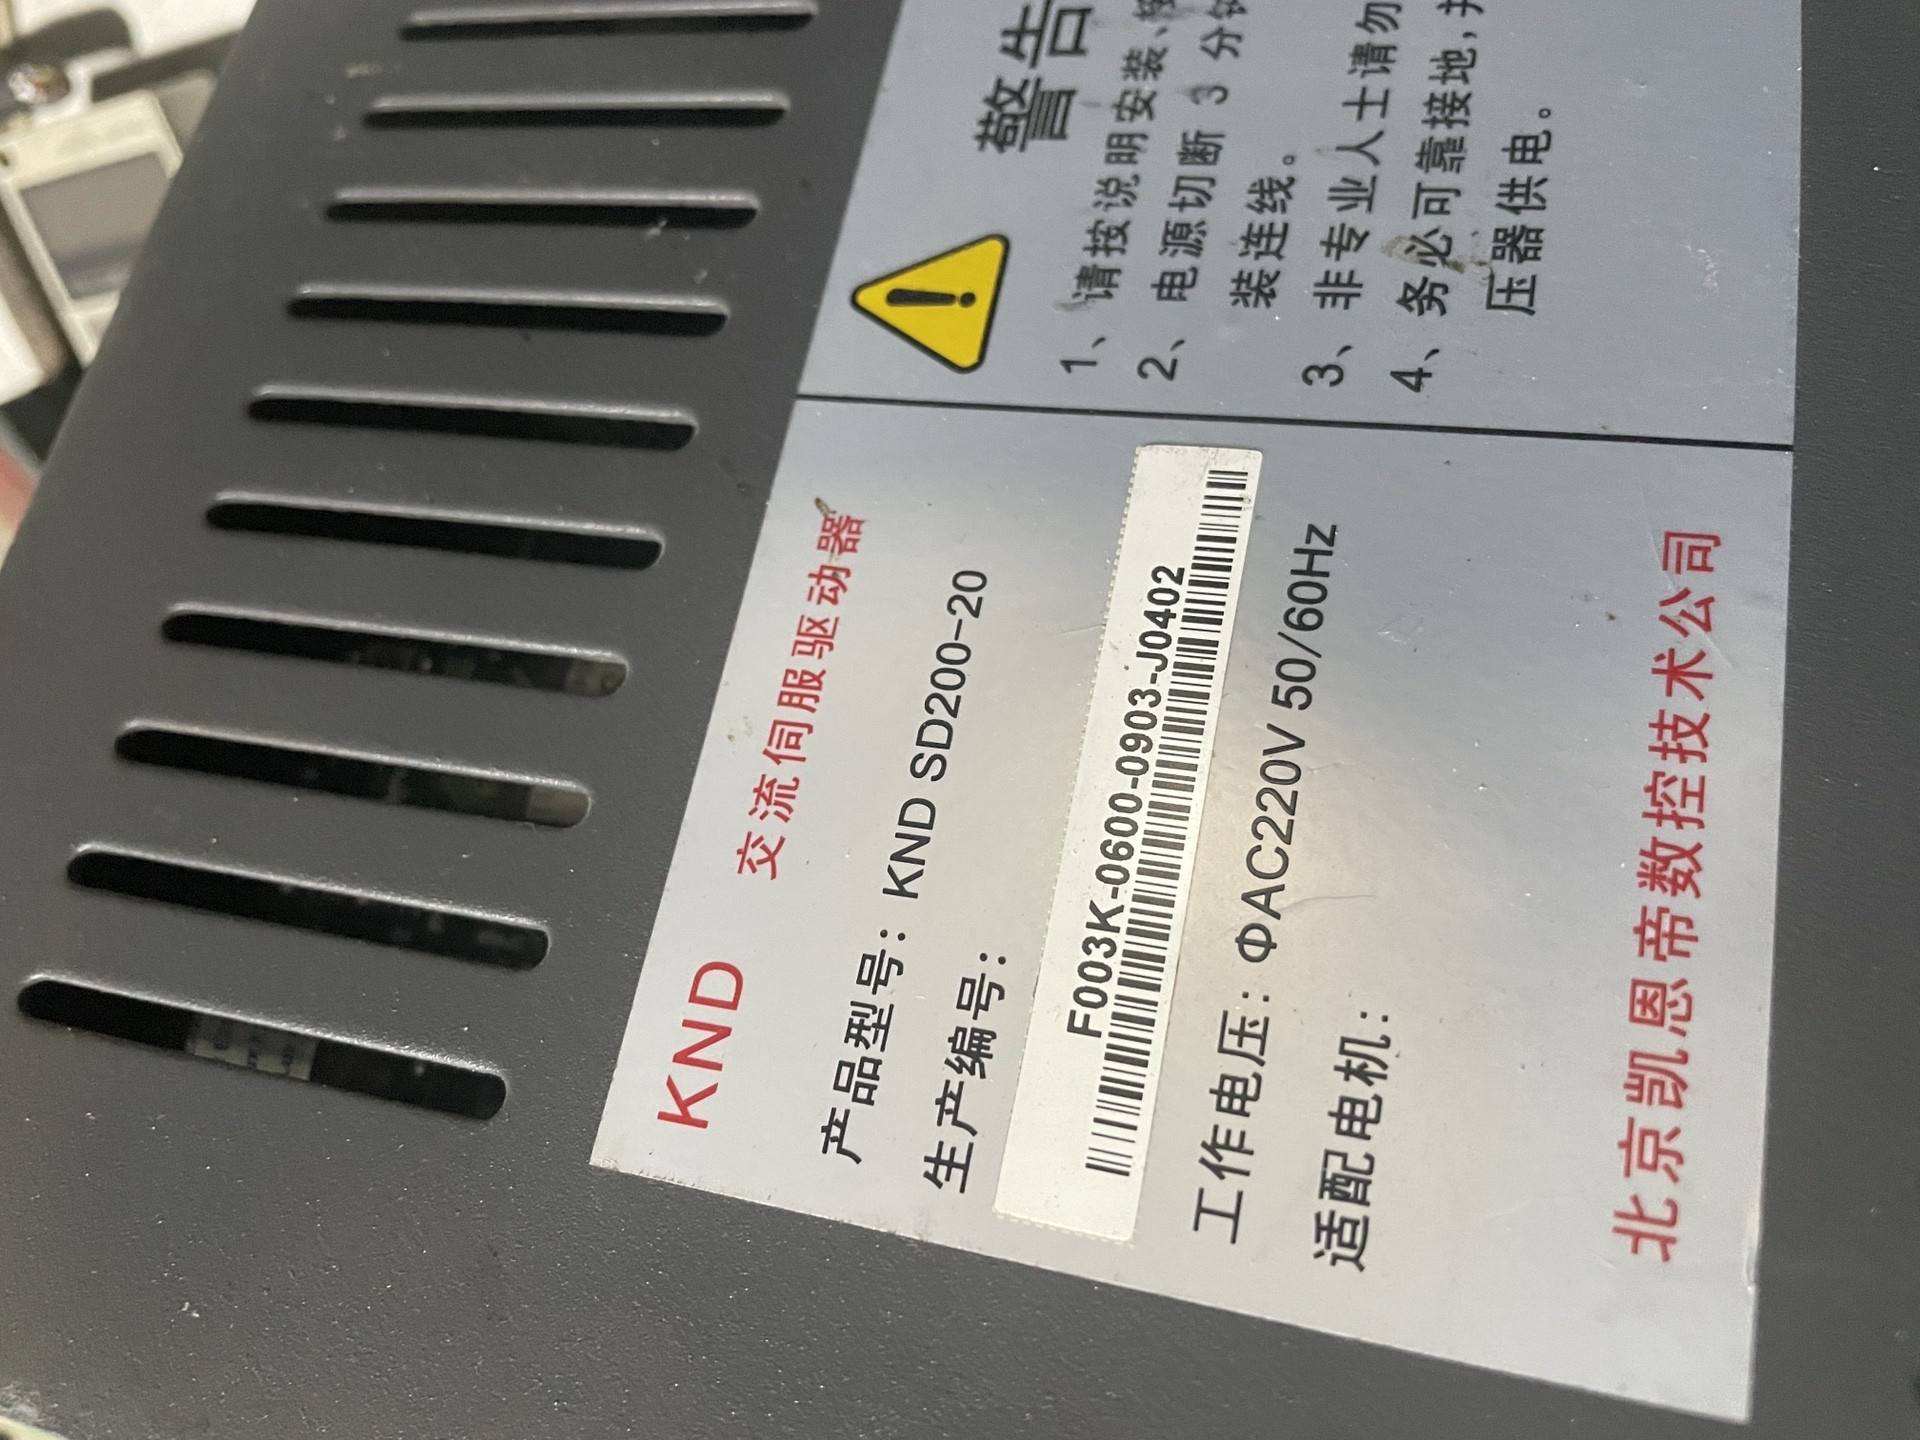 KND 交流伺服驱动器
产品型号：KND SD200-20
生产编号：
F003K-0600-0903-J0402
工作电压：ΦAC220V 50/60Hz
适配电机：
北京凯恩帝数控技术公司
警告
1、请按说明安装、
2、电源切断 3 分
装连线。
3、非专业人士请勿
4、务必可靠接地，
压器供电。